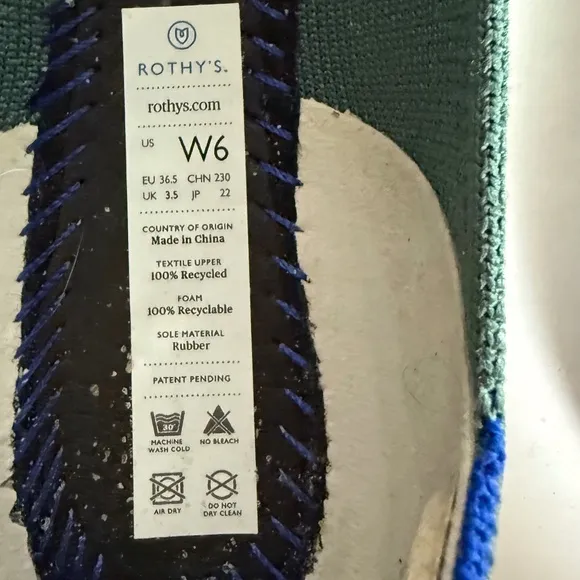 ROTHY'S™
rothys.com
US W6
EU 36.5 CHN 230
UK 3.5 JP 22
COUNTRY OF ORIGIN
Made in China
TEXTILE UPPER
100% Recycled
FOAM
100% Recyclable
SOLE MATERIAL
Rubber
PATENT PENDING
30°
MACHINE WASH COLD
NO BLEACH
AIR DRY
DO NOT DRY CLEAN